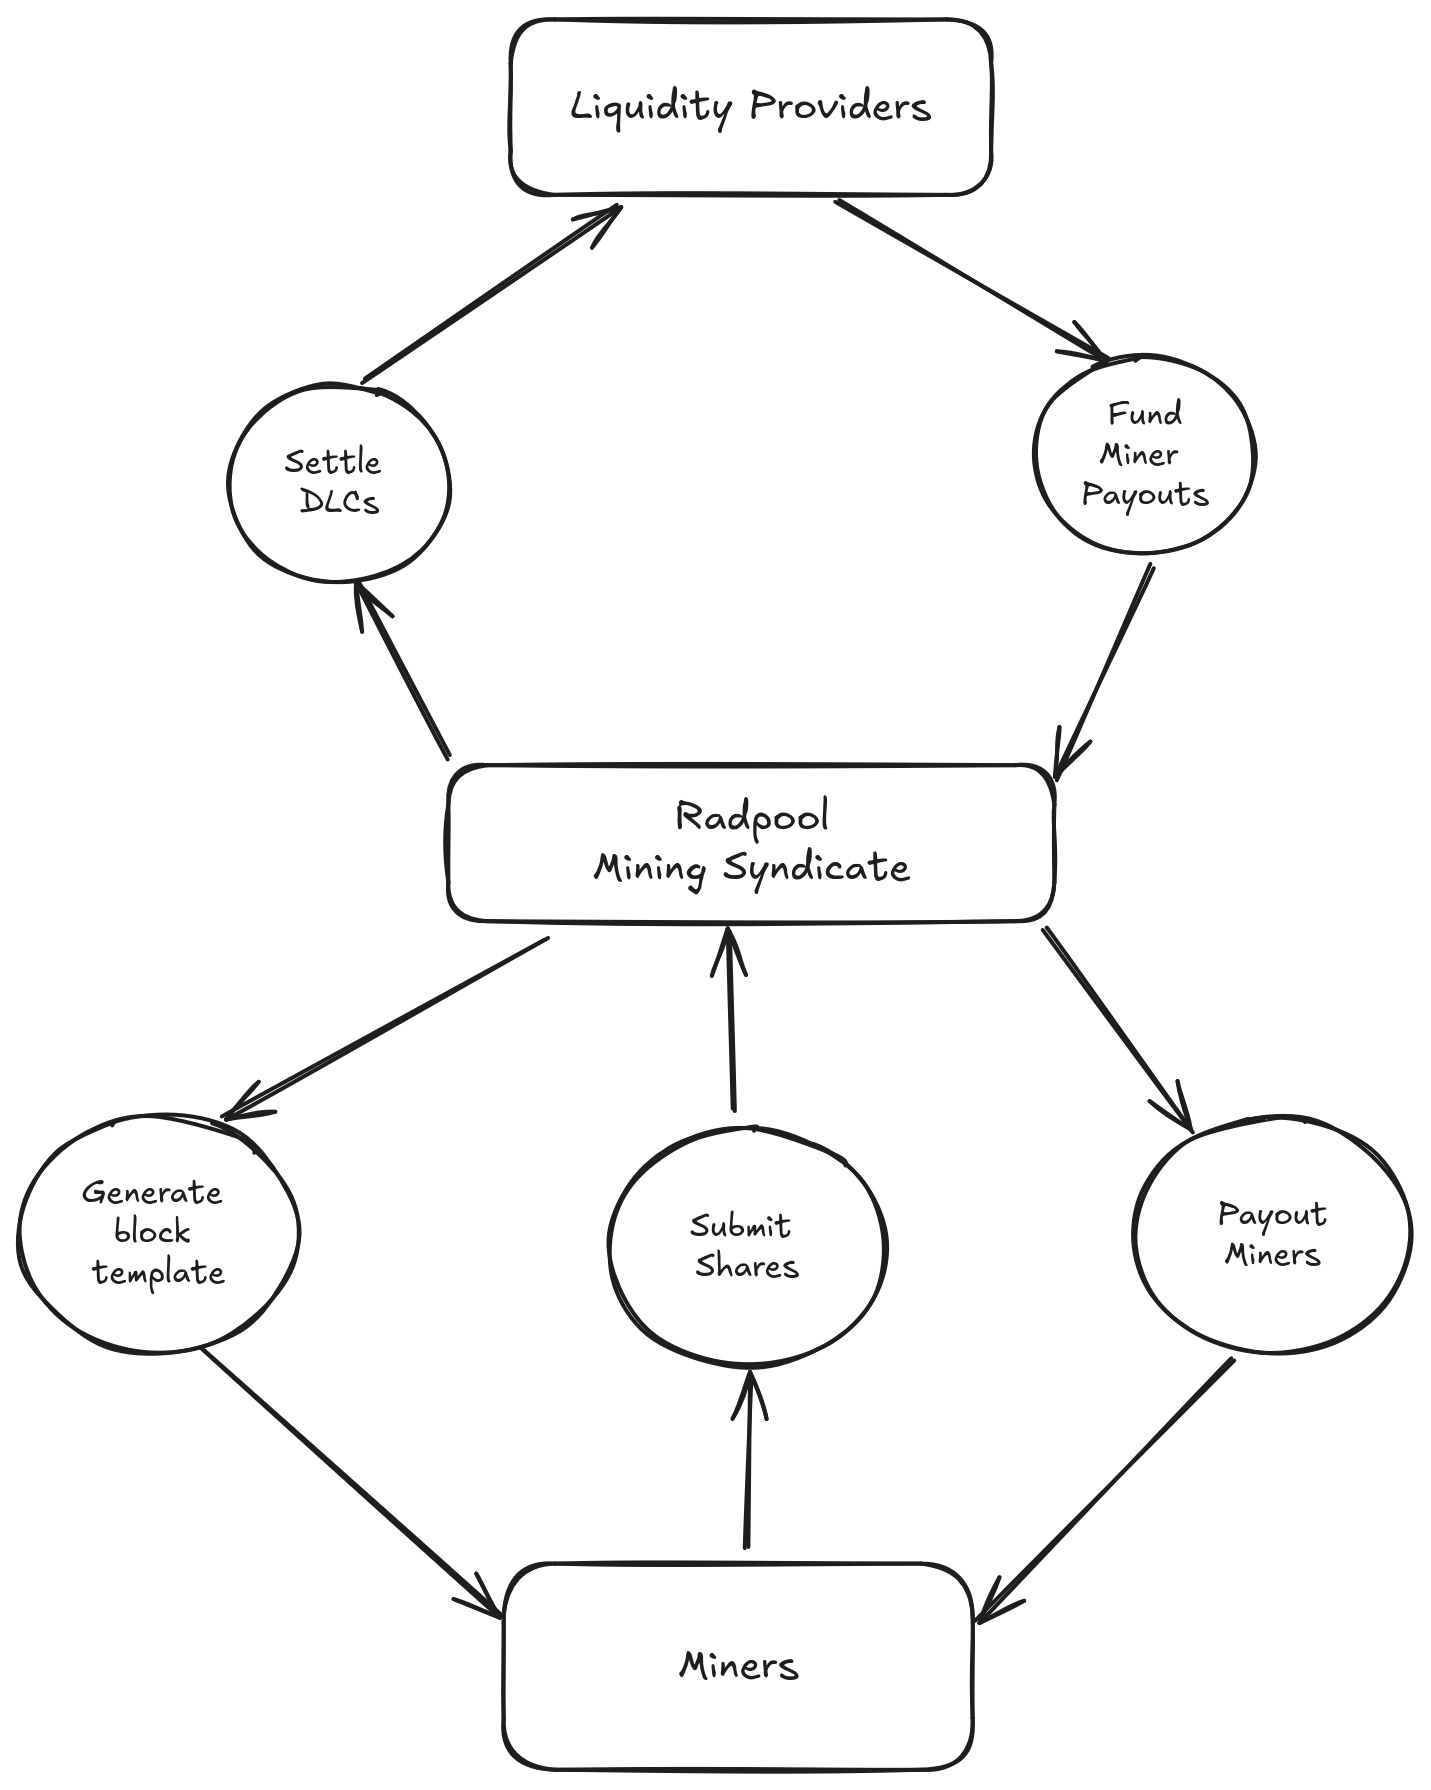 Liquidity Providers
Fund
Miner
Payouts
Settle
DLCs
Radpool
Mining Syndicate
Generate
block
template
Submit
Shares
Payout
Miners
Miners